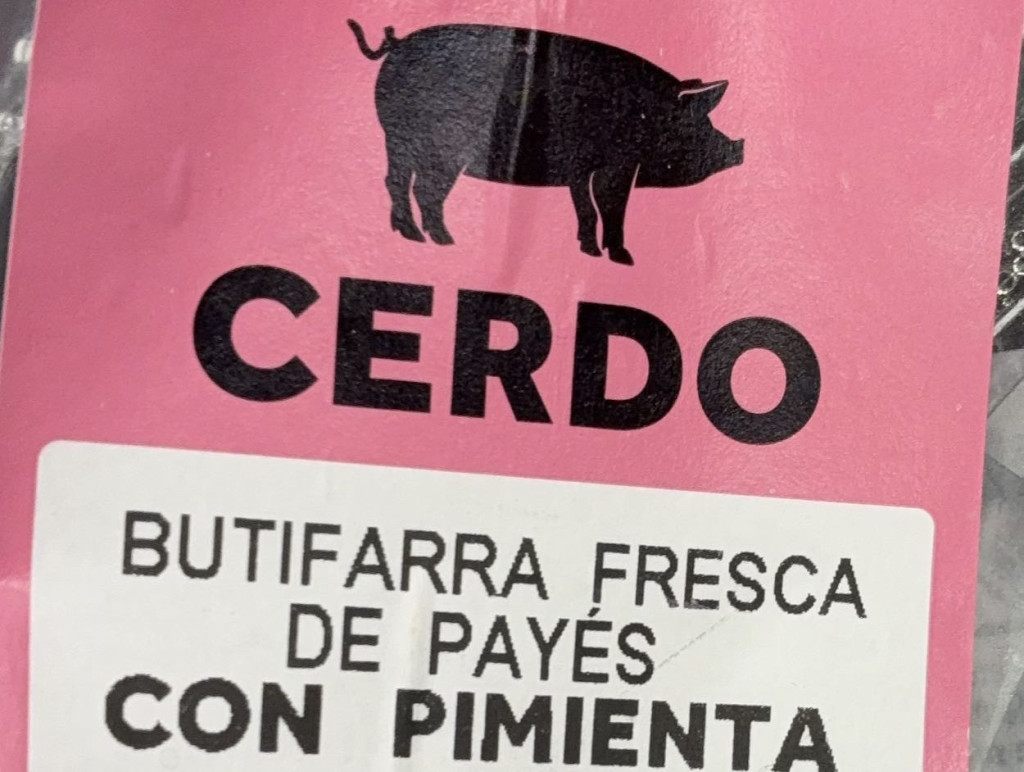 CERDO
BUTIFARRA FRESCA
DE PAYÉS
CON PIMIENTA